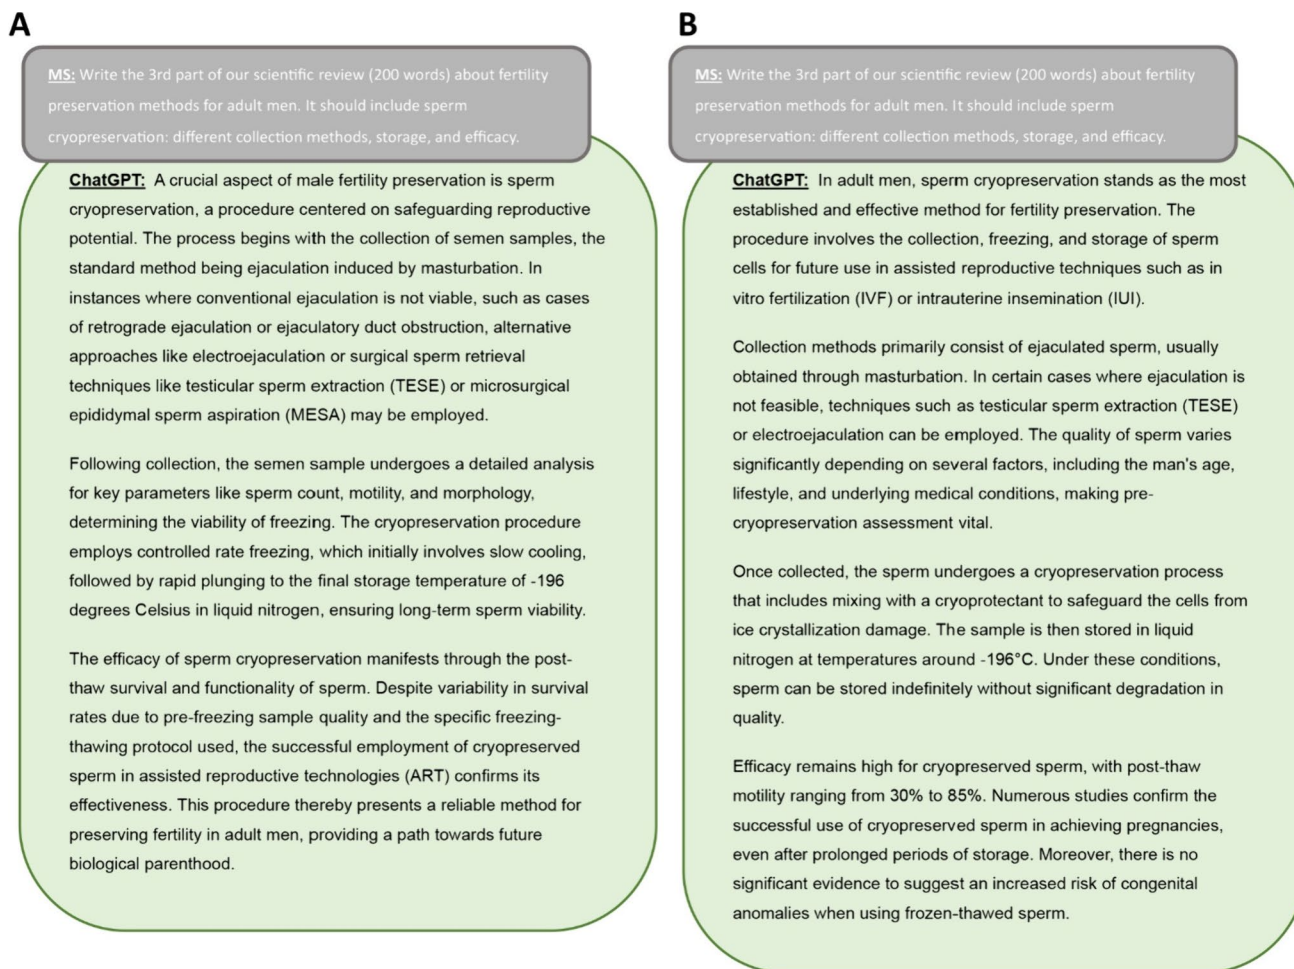 A
MS: Write the 3rd part of our scientific review (200 words) about fertility
preservation methods for adult men. It should include sperm
cryopreservation: different collection methods, storage, and efficacy.
ChatGPT: A crucial aspect of male fertility preservation is sperm
cryopreservation, a procedure centered on safeguarding reproductive
potential. The process begins with the collection of semen samples, the
standard method being ejaculation induced by masturbation. In
instances where conventional ejaculation is not viable, such as cases
of retrograde ejaculation or ejaculatory duct obstruction, alternative
approaches like electroejaculation or surgical sperm retrieval
techniques like testicular sperm extraction (TESE) or microsurgical
epididymal sperm aspiration (MESA) may be employed.
Following collection, the semen sample undergoes a detailed analysis
for key parameters like sperm count, motility, and morphology,
determining the viability of freezing. The cryopreservation procedure
employs controlled rate freezing, which initially involves slow cooling,
followed by rapid plunging to the final storage temperature of -196
degrees Celsius in liquid nitrogen, ensuring long-term sperm viability.
The efficacy of sperm cryopreservation manifests through the post-
thaw survival and functionality of sperm. Despite variability in survival
rates due to pre-freezing sample quality and the specific freezing-
thawing protocol used, the successful employment of cryopreserved
sperm in assisted reproductive technologies (ART) confirms its
effectiveness. This procedure thereby presents a reliable method for
preserving fertility in adult men, providing a path towards future
biological parenthood.
B
MS: Write the 3rd part of our scientific review (200 words) about fertility
preservation methods for adult men. It should include sperm
cryopreservation: different collection methods, storage, and efficacy.
ChatGPT: In adult men, sperm cryopreservation stands as the most
established and effective method for fertility preservation. The
procedure involves the collection, freezing, and storage of sperm
cells for future use in assisted reproductive techniques such as in
vitro fertilization (IVF) or intrauterine insemination (IUI).
Collection methods primarily consist of ejaculated sperm, usually
obtained through masturbation. In certain cases where ejaculation is
not feasible, techniques such as testicular sperm extraction (TESE)
or electroejaculation can be employed. The quality of sperm varies
significantly depending on several factors, including the man's age,
lifestyle, and underlying medical conditions, making pre-
cryopreservation assessment vital.
Once collected, the sperm undergoes a cryopreservation process
that includes mixing with a cryoprotectant to safeguard the cells from
ice crystallization damage. The sample is then stored in liquid
nitrogen at temperatures around -196°C. Under these conditions,
sperm can be stored indefinitely without significant degradation in
quality.
Efficacy remains high for cryopreserved sperm, with post-thaw
motility ranging from 30% to 85%. Numerous studies confirm the
successful use of cryopreserved sperm in achieving pregnancies,
even after prolonged periods of storage. Moreover, there is no
significant evidence to suggest an increased risk of congenital
anomalies when using frozen-thawed sperm.